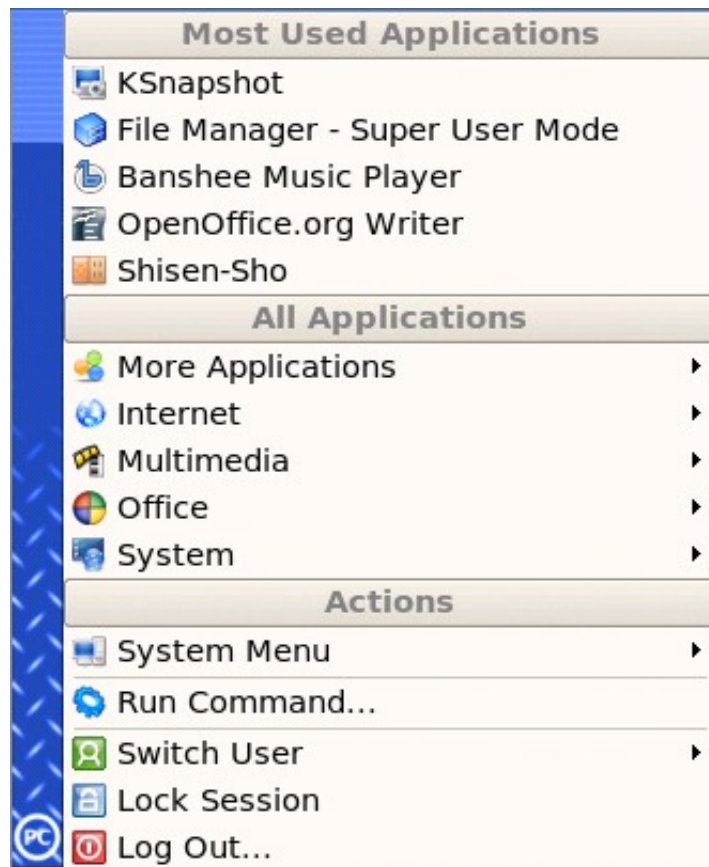 Most Used Applications
KSnapshot
File Manager - Super User Mode
Banshee Music Player
OpenOffice.org Writer
Shisen-Sho
All Applications
More Applications
Internet
Multimedia
Office
System
Actions
System Menu
Run Command...
Switch User
Lock Session
PC
Log Out...